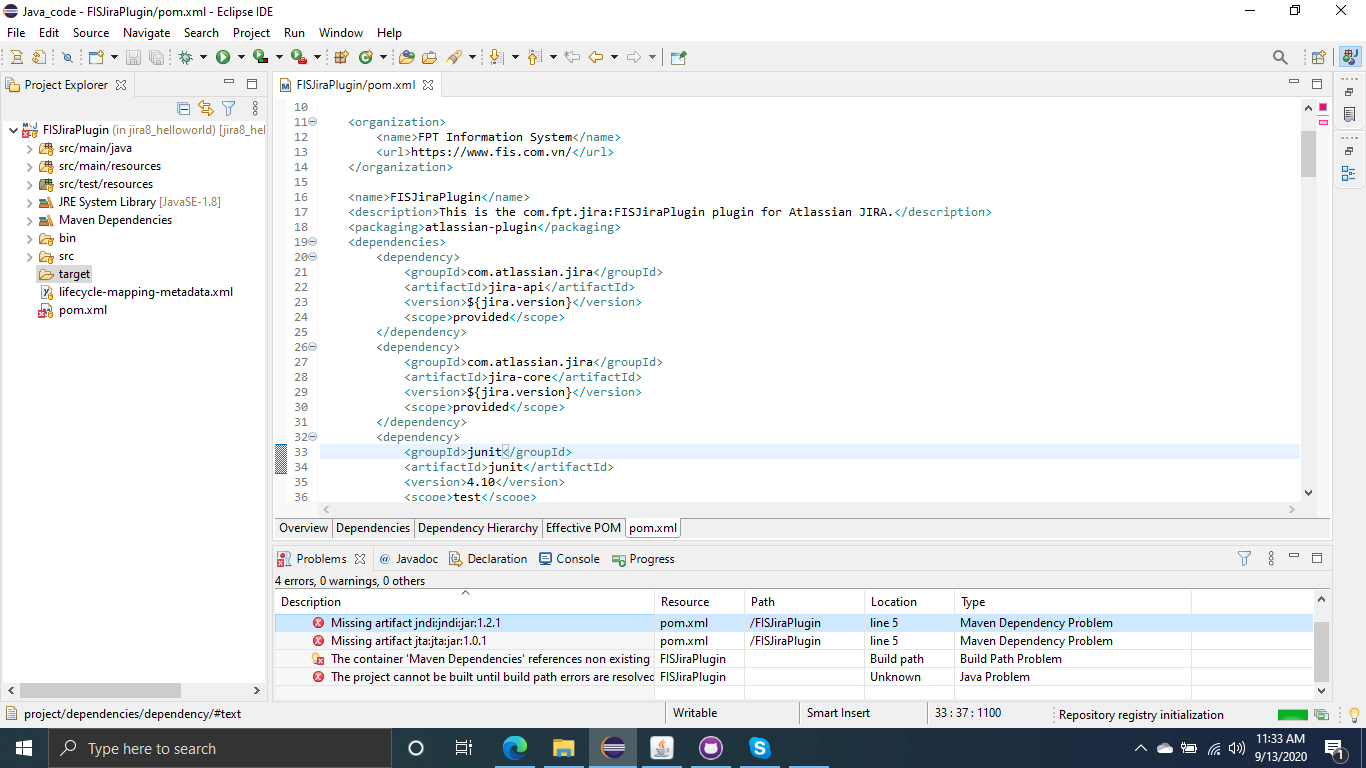 Java_code - FISJiraPlugin/pom.xml - Eclipse IDE
File Edit Source Navigate Search Project Run Window Help
Project Explorer
FISJiraPlugin (in jira8_helloworld) [jira8_hel
src/main/java
src/main/resources
src/test/resources
JRE System Library [JavaSE-1.8]
Maven Dependencies
bin
src
target
lifecycle-mapping-metadata.xml
pom.xml
FISJiraPlugin/pom.xml
10
11 <organization>
12 <name>FPT Information System</name>
13 <url>https://www.fis.com.vn/</url>
14 </organization>
15
16 <name>FISJiraPlugin</name>
17 <description>This is the com.fpt.jira:FISJiraPlugin plugin for Atlassian JIRA.</description>
18 <packaging>atlassian-plugin</packaging>
19 <dependencies>
20 <dependency>
21 <groupId>com.atlassian.jira</groupId>
22 <artifactId>jira-api</artifactId>
23 <version>${jira.version}</version>
24 <scope>provided</scope>
25 </dependency>
26 <dependency>
27 <groupId>com.atlassian.jira</groupId>
28 <artifactId>jira-core</artifactId>
29 <version>${jira.version}</version>
30 <scope>provided</scope>
31 </dependency>
32 <dependency>
33 <groupId>junit</groupId>
34 <artifactId>junit</artifactId>
35 <version>4.10</version>
36 <scope>test</scope>
Overview Dependencies Dependency Hierarchy Effective POM pom.xml
Problems @ Javadoc Declaration Console Progress
4 errors, 0 warnings, 0 others
Description Resource Path Location Type
Missing artifact jndi:jndi:jar:1.2.1 pom.xml /FISJiraPlugin line 5 Maven Dependency Problem
Missing artifact jta:jta:jar:1.0.1 pom.xml /FISJiraPlugin line 5 Maven Dependency Problem
The container 'Maven Dependencies' references non existing FISJiraPlugin Build path Build Path Problem
The project cannot be built until build path errors are resolved FISJiraPlugin Unknown Java Problem
project/dependencies/dependency/#text Writable Smart Insert 33 : 37 : 1100 Repository registry initialization
Type here to search
11:33 AM
9/13/2020
1